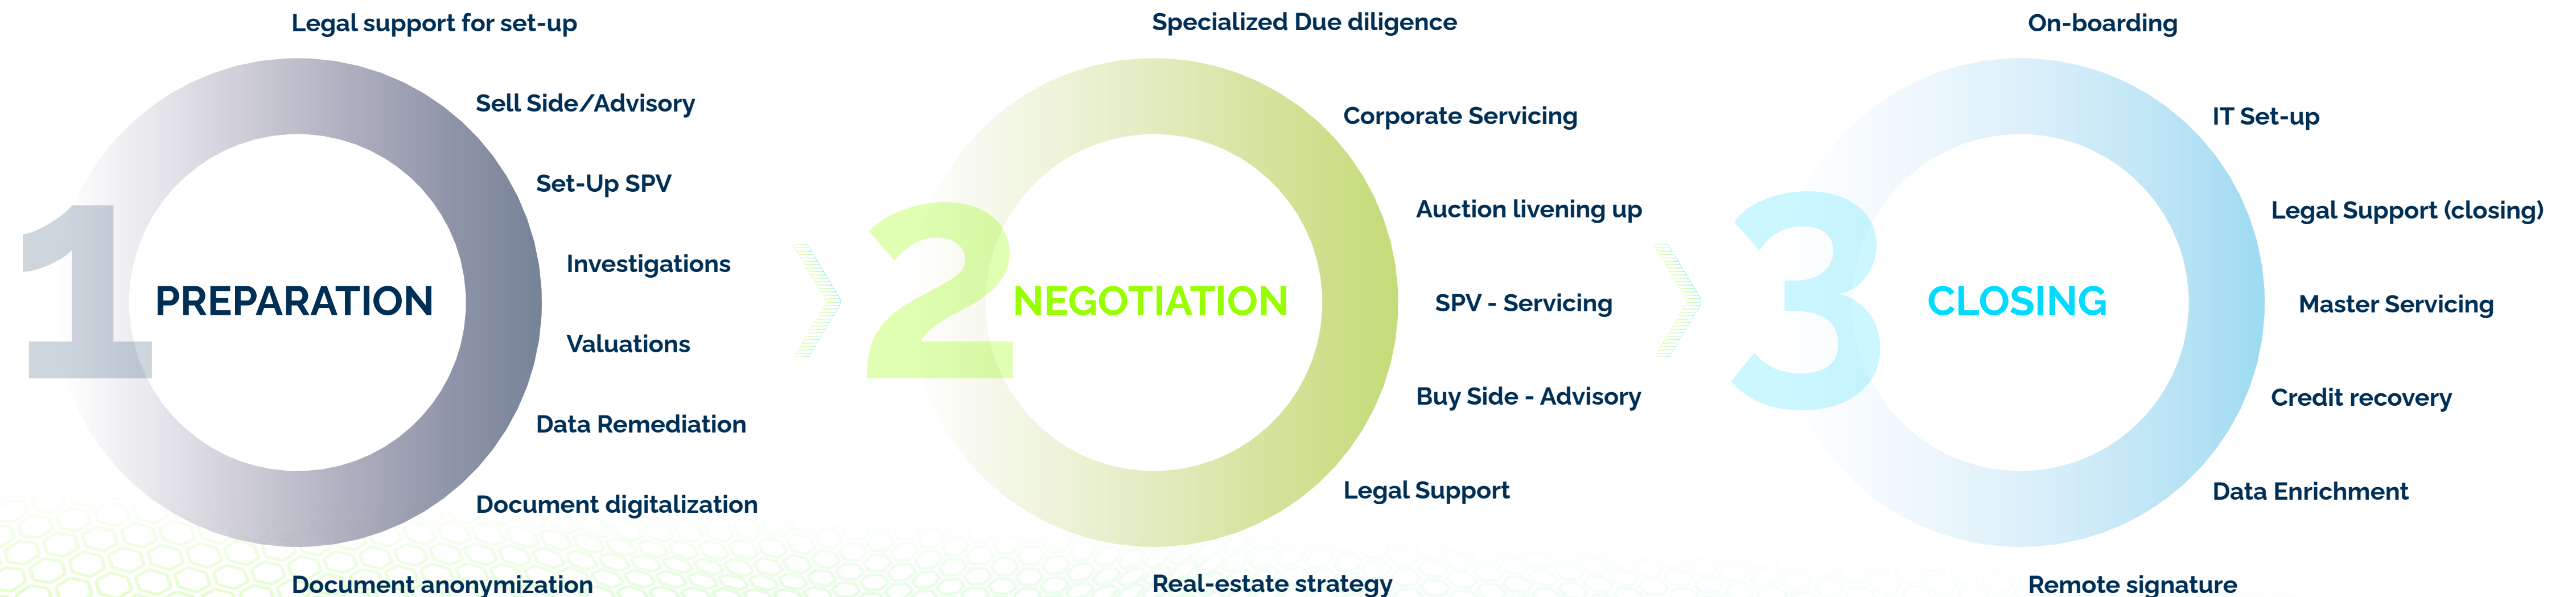 1
PREPARATION
Legal support for set-up
Sell Side/Advisory
Set-Up SPV
Investigations
Valuations
Data Remediation
Document digitalization
Document anonymization
2
NEGOTIATION
Specialized Due diligence
Corporate Servicing
Auction livening up
SPV - Servicing
Buy Side - Advisory
Legal Support
Real-estate strategy
3
CLOSING
On-boarding
IT Set-up
Legal Support (closing)
Master Servicing
Credit recovery
Data Enrichment
Remote signature